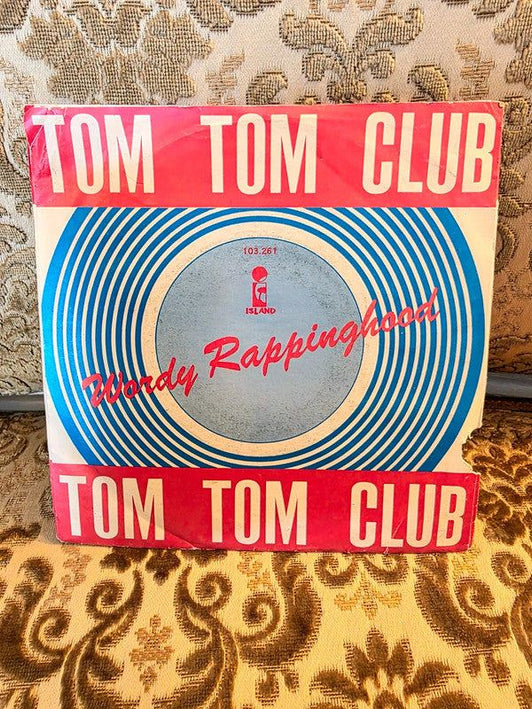 TOM TOM CLUB
103.261
ISLAND
Wordy Rappinghood
TOM TOM CLUB